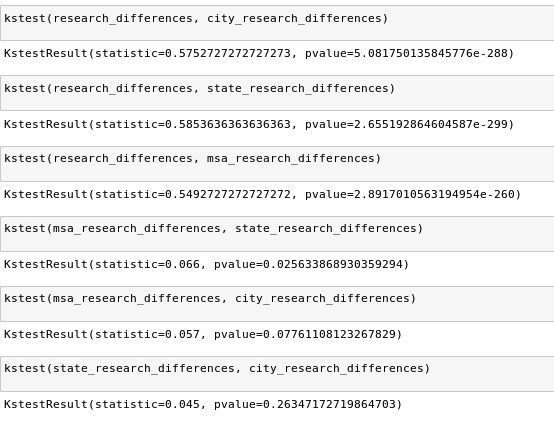 kstest(research_differences, city_research_differences)
KstestResult(statistic=0.5752727272727273, pvalue=5.081750135845776e-288)
kstest(research_differences, state_research_differences)
KstestResult(statistic=0.5853636363636363, pvalue=2.655192864604587e-299)
kstest(research_differences, msa_research_differences)
KstestResult(statistic=0.5492727272727272, pvalue=2.8917010563194954e-260)
kstest(msa_research_differences, state_research_differences)
KstestResult(statistic=0.066, pvalue=0.025633868930359294)
kstest(msa_research_differences, city_research_differences)
KstestResult(statistic=0.057, pvalue=0.07761108123267829)
kstest(state_research_differences, city_research_differences)
KstestResult(statistic=0.045, pvalue=0.26347172719864703)